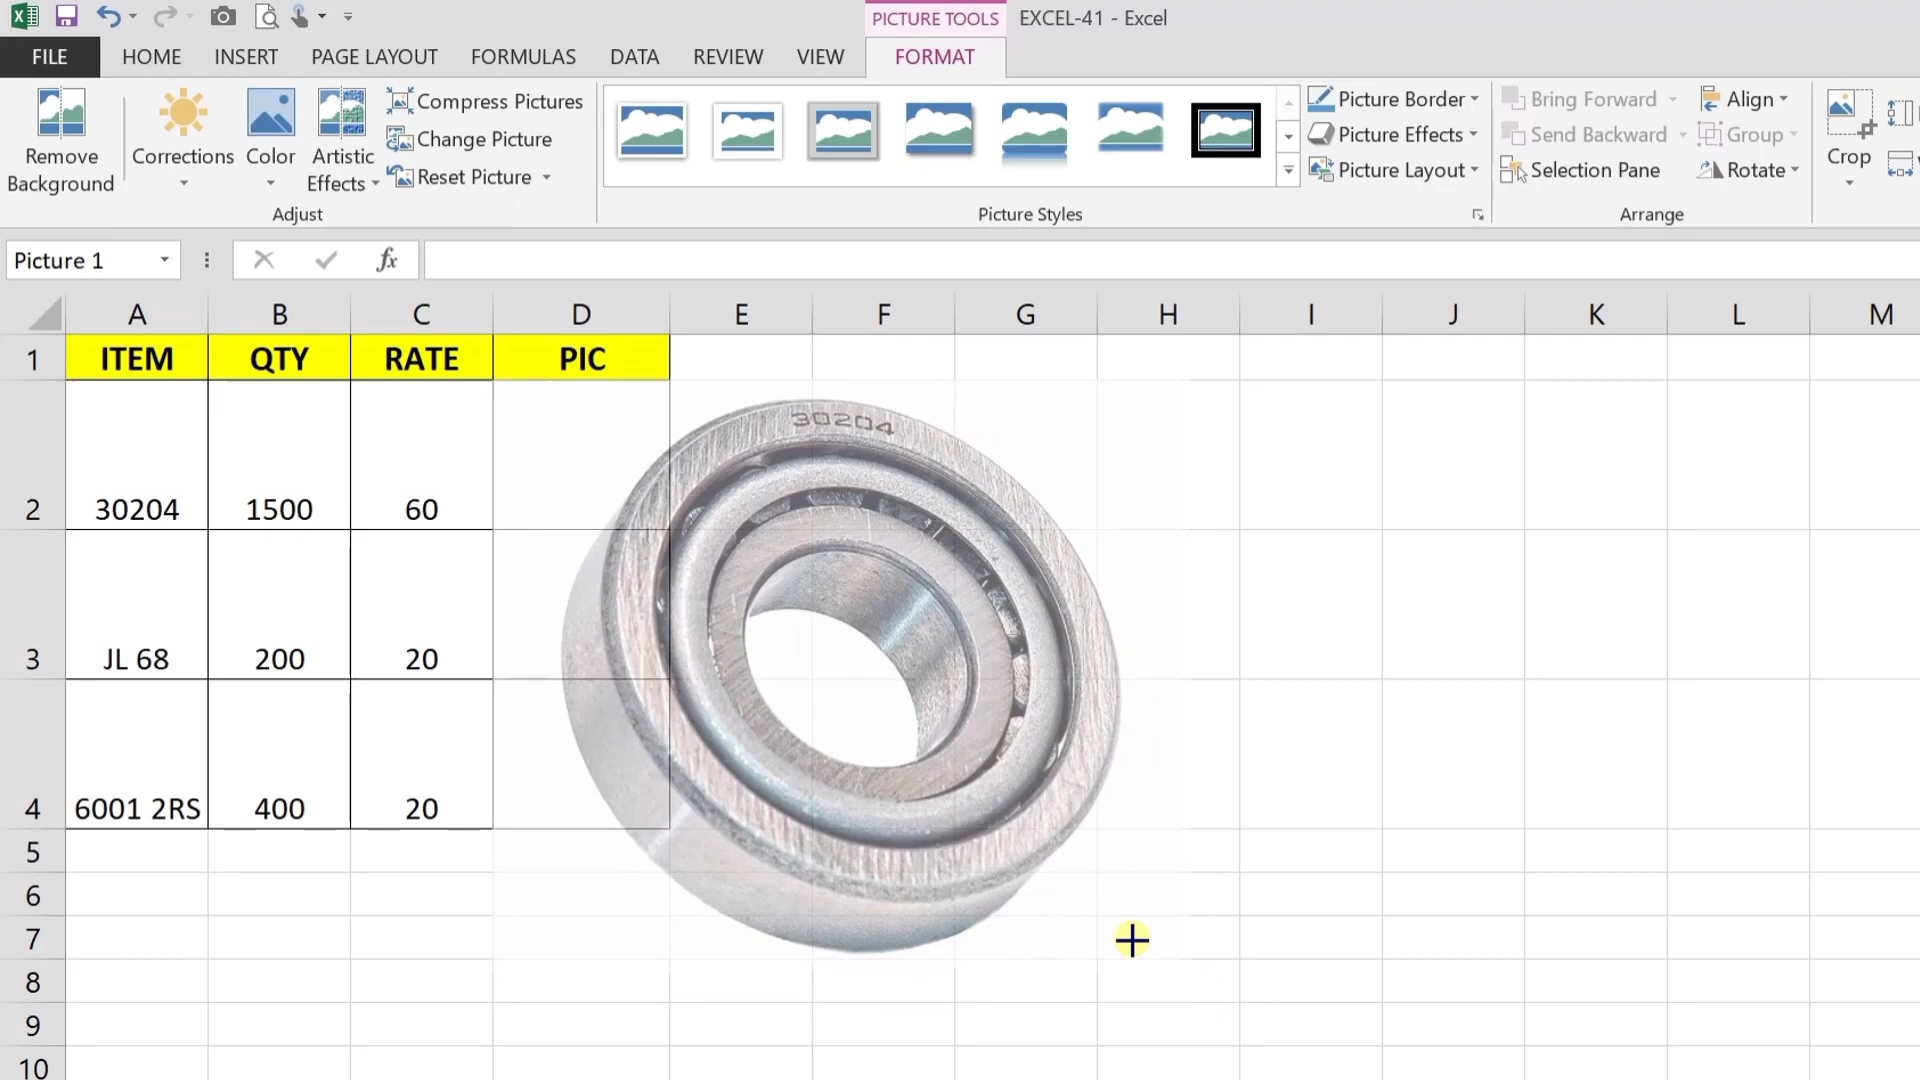 PICTURE TOOLS EXCEL-41 - Excel
FILE HOME INSERT PAGE LAYOUT FORMULAS DATA REVIEW VIEW FORMAT
Remove Background
Corrections
Color
Artistic Effects
Compress Pictures
Change Picture
Reset Picture
Adjust
Picture Styles
Picture Border
Picture Effects
Picture Layout
Bring Forward
Send Backward
Selection Pane
Align
Group
Rotate
Arrange
Crop
Picture 1 fx
A B C D E F G H I J K L M
1 ITEM QTY RATE PIC
30204
2 30204 1500 60
3 JL 68 200 20
4 6001 2RS 400 20
5
6
7
8
9
10